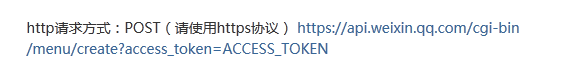 http请求方式：POST（请使用https协议） https://api.weixin.qq.com/cgi-bin
/menu/create?access_token=ACCESS_TOKEN